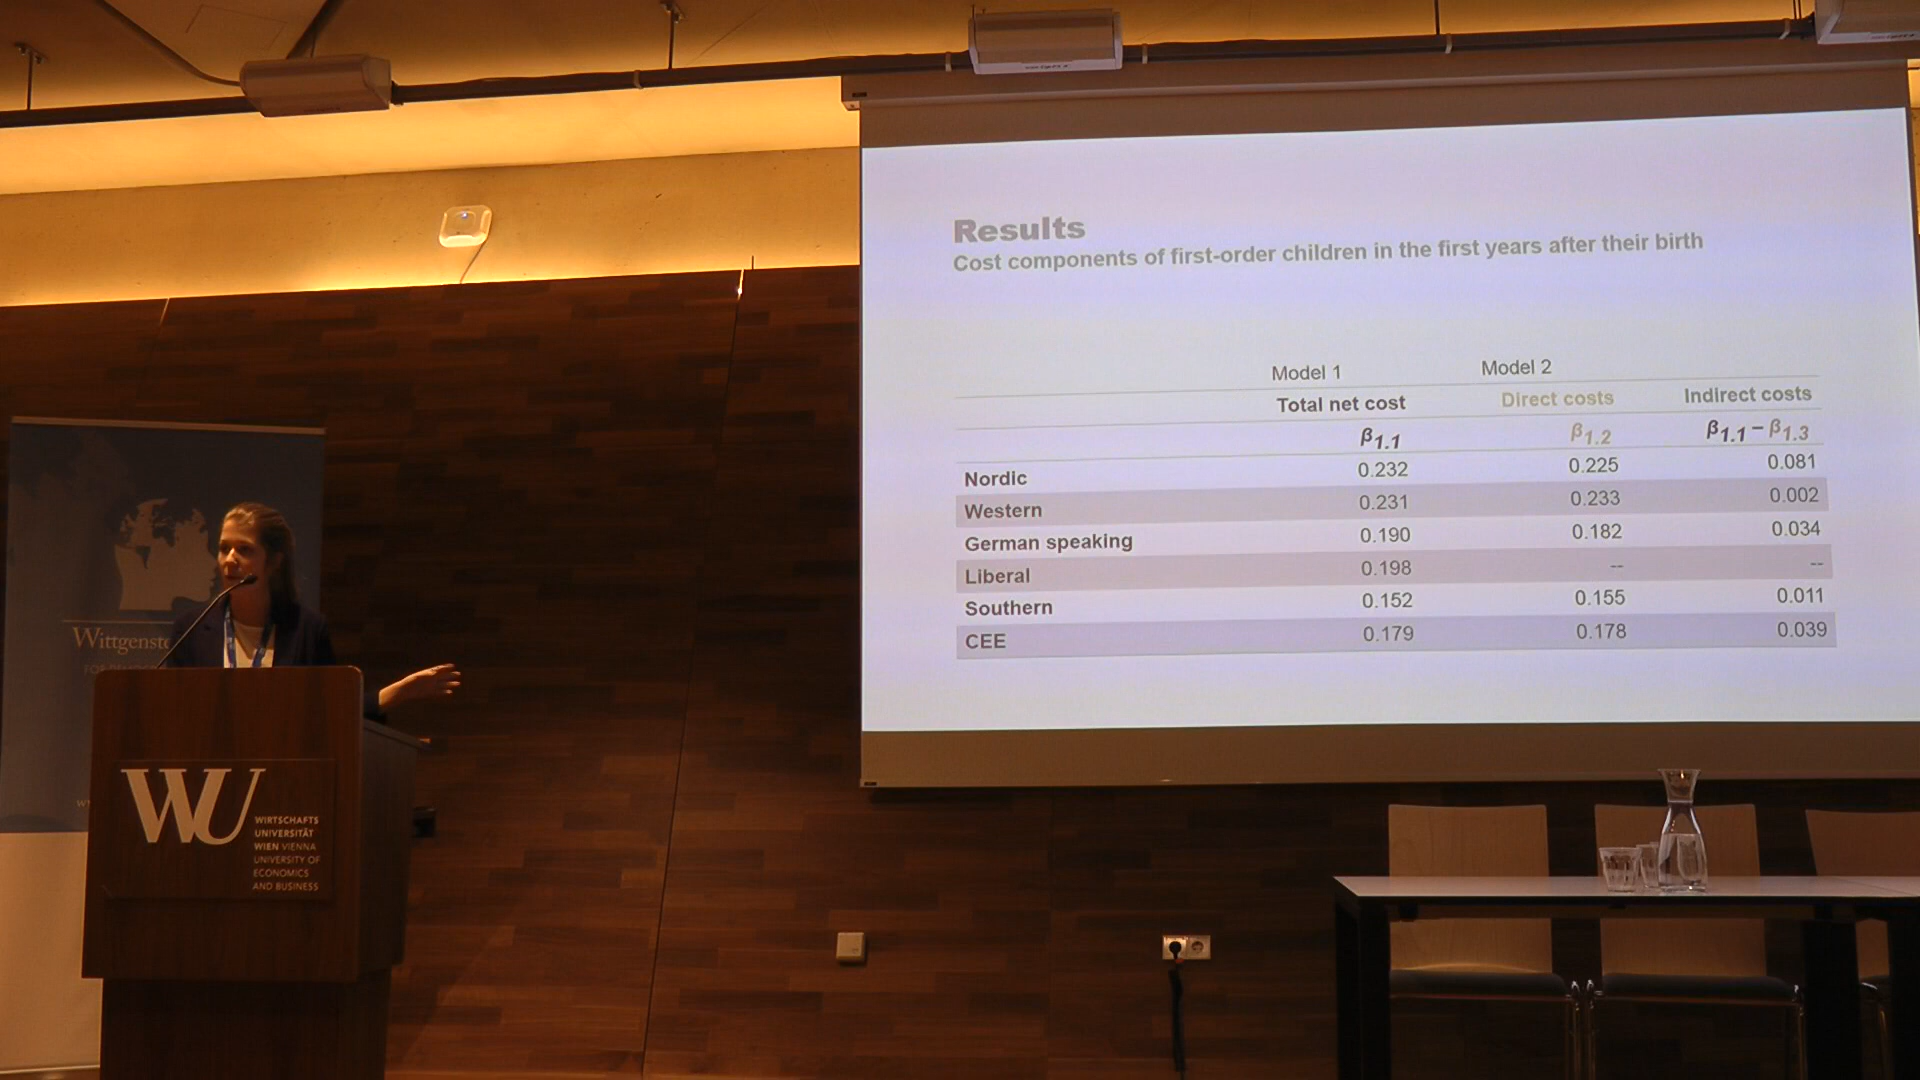 Results
Cost components of first-order children in the first years after their birth
Model 1 Model 2
Total net cost Direct costs Indirect costs
β1.1 β1.2 β1.1 – β1.3
Nordic 0.232 0.225 0.081
Western 0.231 0.233 0.002
German speaking 0.190 0.182 0.034
Liberal 0.198 -- --
Southern 0.152 0.155 0.011
CEE 0.179 0.178 0.039
Wittgenste
WU
WIRTSCHAFTS
UNIVERSITÄT
WIEN VIENNA
UNIVERSITY OF
ECONOMICS
AND BUSINESS